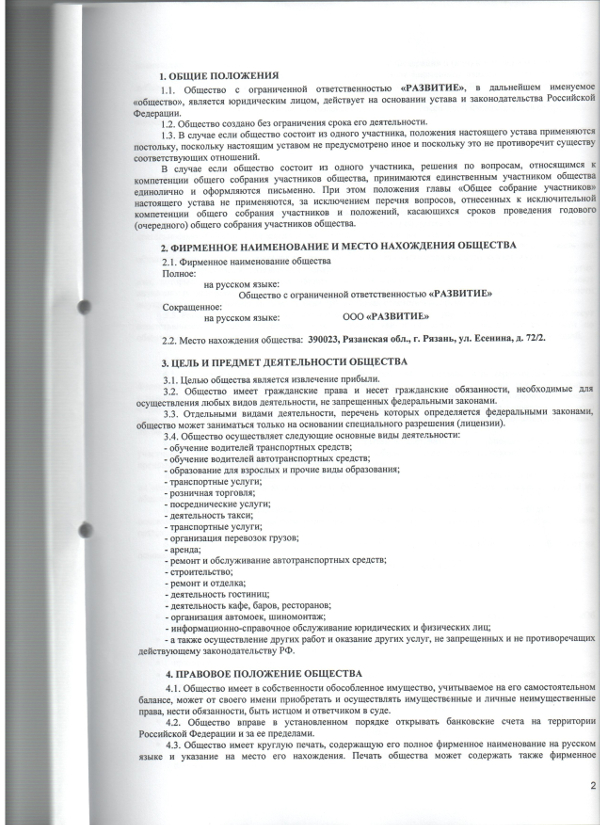 1. ОБЩИЕ ПОЛОЖЕНИЯ
1.1. Общество с ограниченной ответственностью «РАЗВИТИЕ», в дальнейшем именуемое
«общество», является юридическим лицом, действует на основании устава и законодательства Российской
Федерации.
1.2. Общество создано без ограничения срока его деятельности.
1.3. В случае если общество состоит из одного участника, положения настоящего устава применяются
постольку, поскольку настоящим уставом не предусмотрено иное и поскольку это не противоречит существу
соответствующих отношений.
В случае если общество состоит из одного участника, решения по вопросам, относящимся к
компетенции общего собрания участников общества, принимаются единственным участником общества
единолично и оформляются письменно. При этом положения главы «Общее собрание участников»
настоящего устава не применяются, за исключением перечня вопросов, отнесенных к исключительной
компетенции общего собрания участников и положений, касающихся сроков проведения годового
(очередного) общего собрания участников общества.
2. ФИРМЕННОЕ НАИМЕНОВАНИЕ И МЕСТО НАХОЖДЕНИЯ ОБЩЕСТВА
2.1. Фирменное наименование общества
Полное:
на русском языке:
Общество с ограниченной ответственностью «РАЗВИТИЕ»
Сокращенное:
на русском языке: ООО «РАЗВИТИЕ»
2.2. Место нахождения общества: 390023, Рязанская обл., г. Рязань, ул. Есенина, д. 72/2.
3. ЦЕЛЬ И ПРЕДМЕТ ДЕЯТЕЛЬНОСТИ ОБЩЕСТВА
3.1. Целью общества является извлечение прибыли.
3.2. Общество имеет гражданские права и несет гражданские обязанности, необходимые для
осуществления любых видов деятельности, не запрещенных федеральными законами.
3.3. Отдельными видами деятельности, перечень которых определяется федеральными законами,
общество может заниматься только на основании специального разрешения (лицензии).
3.4. Общество осуществляет следующие основные виды деятельности:
- обучение водителей транспортных средств;
- обучение водителей автотранспортных средств;
- образование для взрослых и прочие виды образования;
- транспортные услуги;
- розничная торговля;
- посреднические услуги;
- деятельность такси;
- транспортные услуги;
- организация перевозок грузов;
- аренда;
- ремонт и обслуживание автотранспортных средств;
- строительство;
- ремонт и отделка;
- деятельность гостиниц;
- деятельность кафе, баров, ресторанов;
- организация автомоек, шиномонтаж;
- информационно-справочное обслуживание юридических и физических лиц;
- а также осуществление других работ и оказание других услуг, не запрещенных и не противоречащих
действующему законодательству РФ.
4. ПРАВОВОЕ ПОЛОЖЕНИЕ ОБЩЕСТВА
4.1. Общество имеет в собственности обособленное имущество, учитываемое на его самостоятельном
балансе, может от своего имени приобретать и осуществлять имущественные и личные неимущественные
права, нести обязанности, быть истцом и ответчиком в суде.
4.2. Общество вправе в установленном порядке открывать банковские счета на территории
Российской Федерации и за ее пределами.
4.3. Общество имеет круглую печать, содержащую его полное фирменное наименование на русском
языке и указание на место его нахождения. Печать общества может содержать также фирменное
2